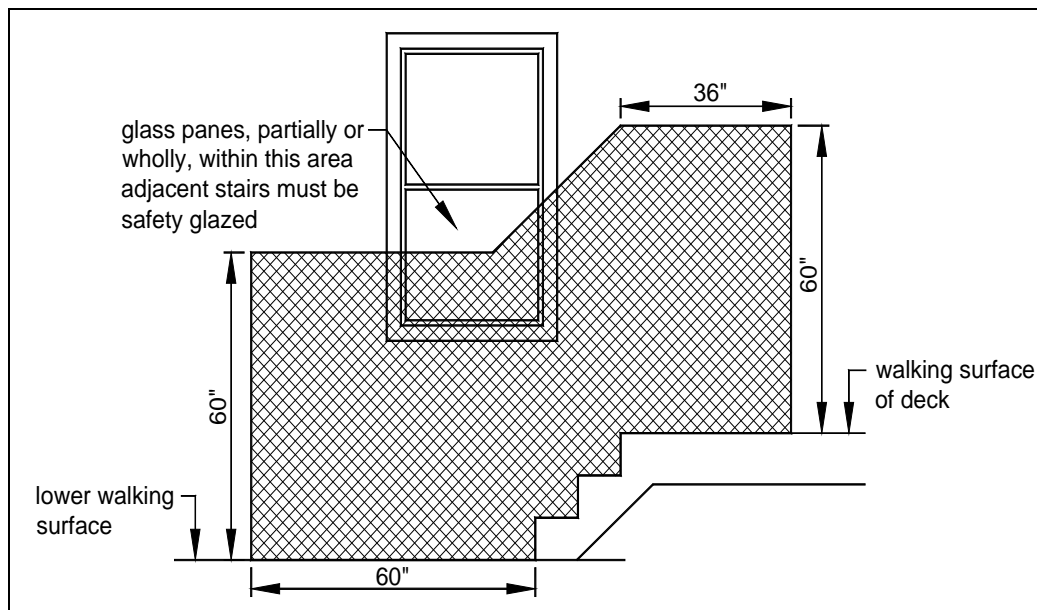 36"
glass panes, partially or
wholly, within this area
adjacent stairs must be
safety glazed
60"
60"
walking surface
of deck
lower walking
surface
60"